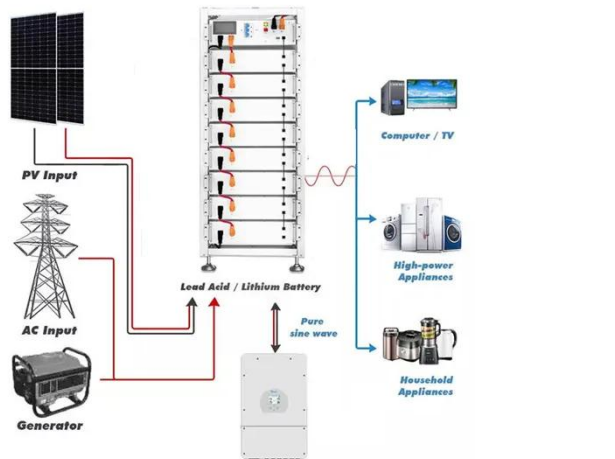 PV Input
AC Input
Generator
Lead Acid / Lithium Battery
Pure
sine wave
Computer / TV
High-power
Appliances
Household
Appliances